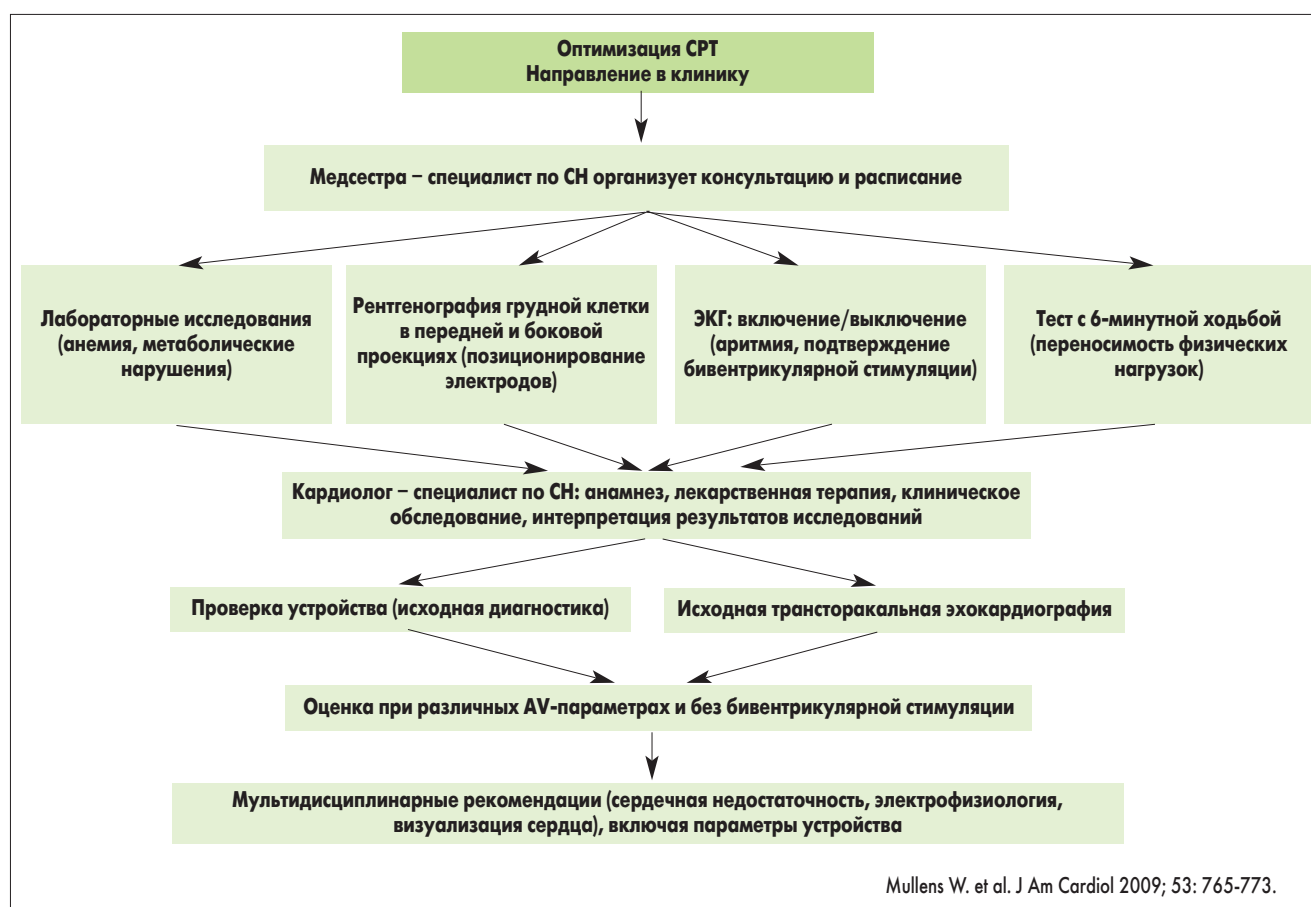 Оптимизация СРТ
Направление в клинику
Медсестра – специалист по СН организует консультацию и расписание
Лабораторные исследования
(анемия, метаболические
нарушения)
Рентгенография грудной клетки
в передней и боковой
проекциях (позиционирование
электродов)
ЭКГ: включение/выключение
(аритмия, подтверждение
бивентрикулярной стимуляции)
Тест с 6-минутной ходьбой
(переносимость физических
нагрузок)
Кардиолог – специалист по СН: анамнез, лекарственная терапия, клиническое
обследование, интерпретация результатов исследований
Проверка устройства (исходная диагностика)
Исходная трансторакальная эхокардиография
Оценка при различных AV-параметрах и без бивентрикулярной стимуляции
Мультидисциплинарные рекомендации (сердечная недостаточность, электрофизиология,
визуализация сердца), включая параметры устройства
Mullens W. et al. J Am Cardiol 2009; 53: 765-773.